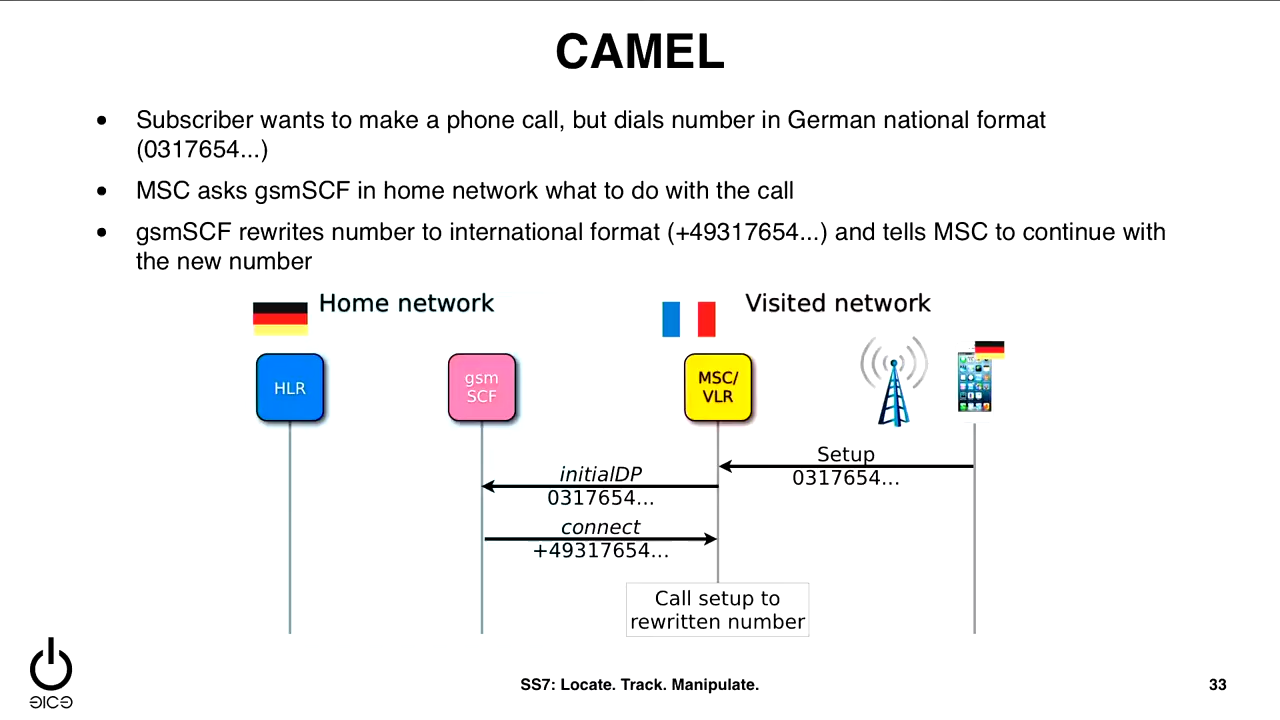 CAMEL
• Subscriber wants to make a phone call, but dials number in German national format
(0317654...)
• MSC asks gsmSCF in home network what to do with the call
• gsmSCF rewrites number to international format (+49317654...) and tells MSC to continue with
the new number
Home network
Visited network
HLR
gsm
SCF
MSC/
VLR
Setup
0317654...
initialDP
0317654...
connect
+49317654...
Call setup to
rewritten number
SS7: Locate. Track. Manipulate.
33